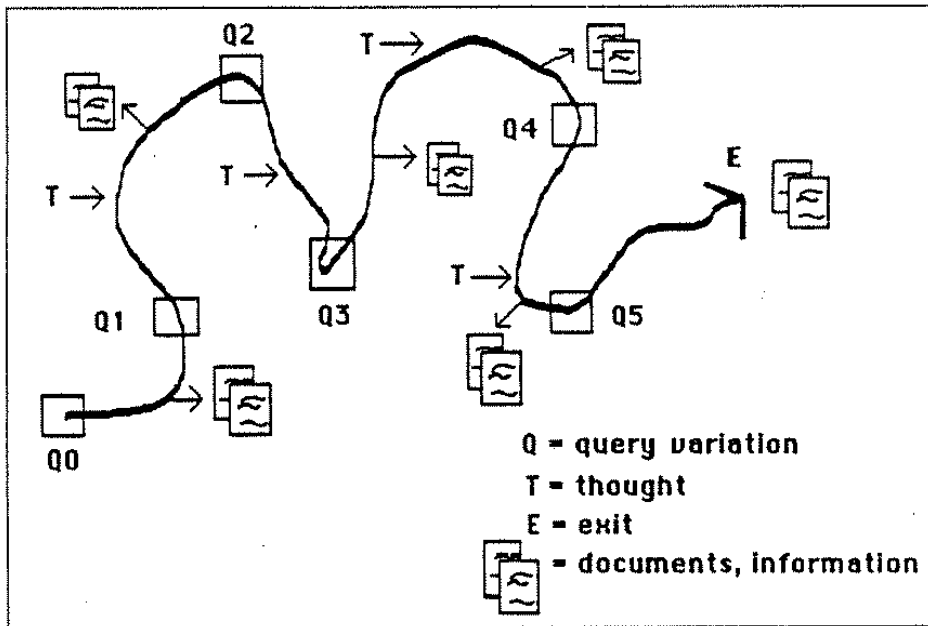 Q2
T
T
Q4
T
T
E
T
Q1
Q3
Q5
Q0
Q = query variation
T = thought
E = exit
= documents, information